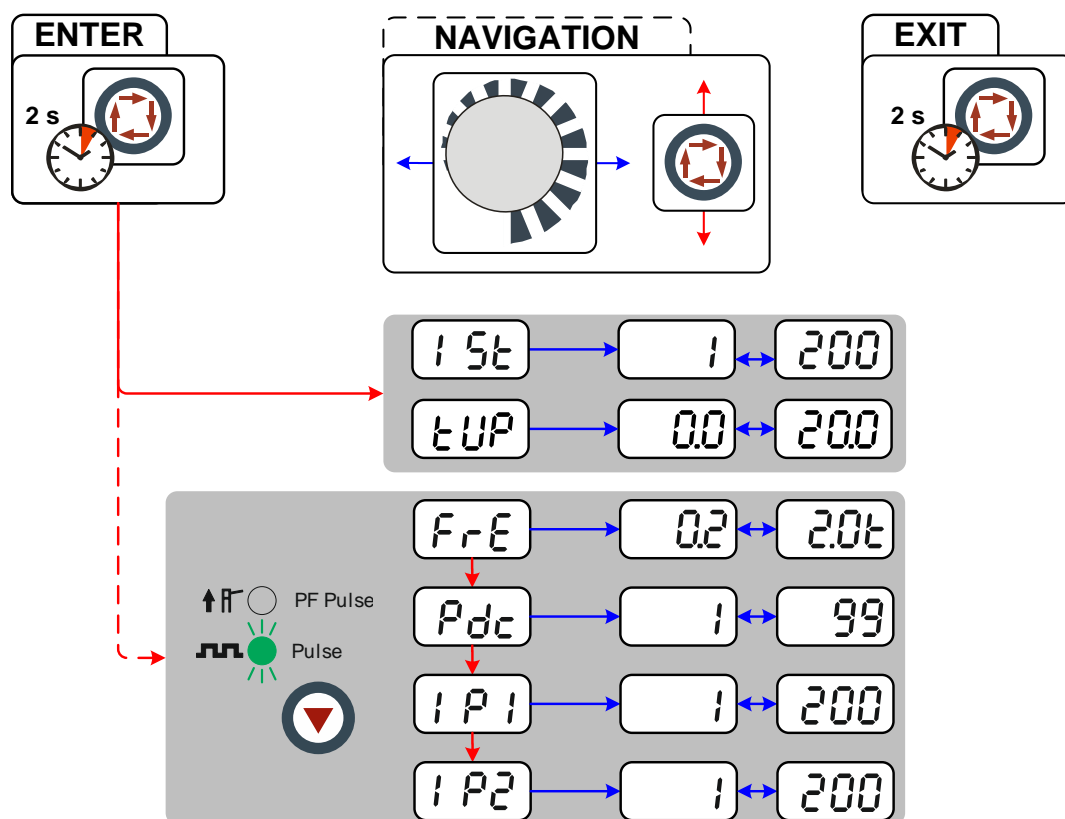 ENTER
NAVIGATION
EXIT
2 s
2 s
ISt 1 200
tUP 0.0 20.0
FrE 0.2 2.0t
PF Pulse
Pdc 1 99
Pulse
IP1 1 200
IP2 1 200